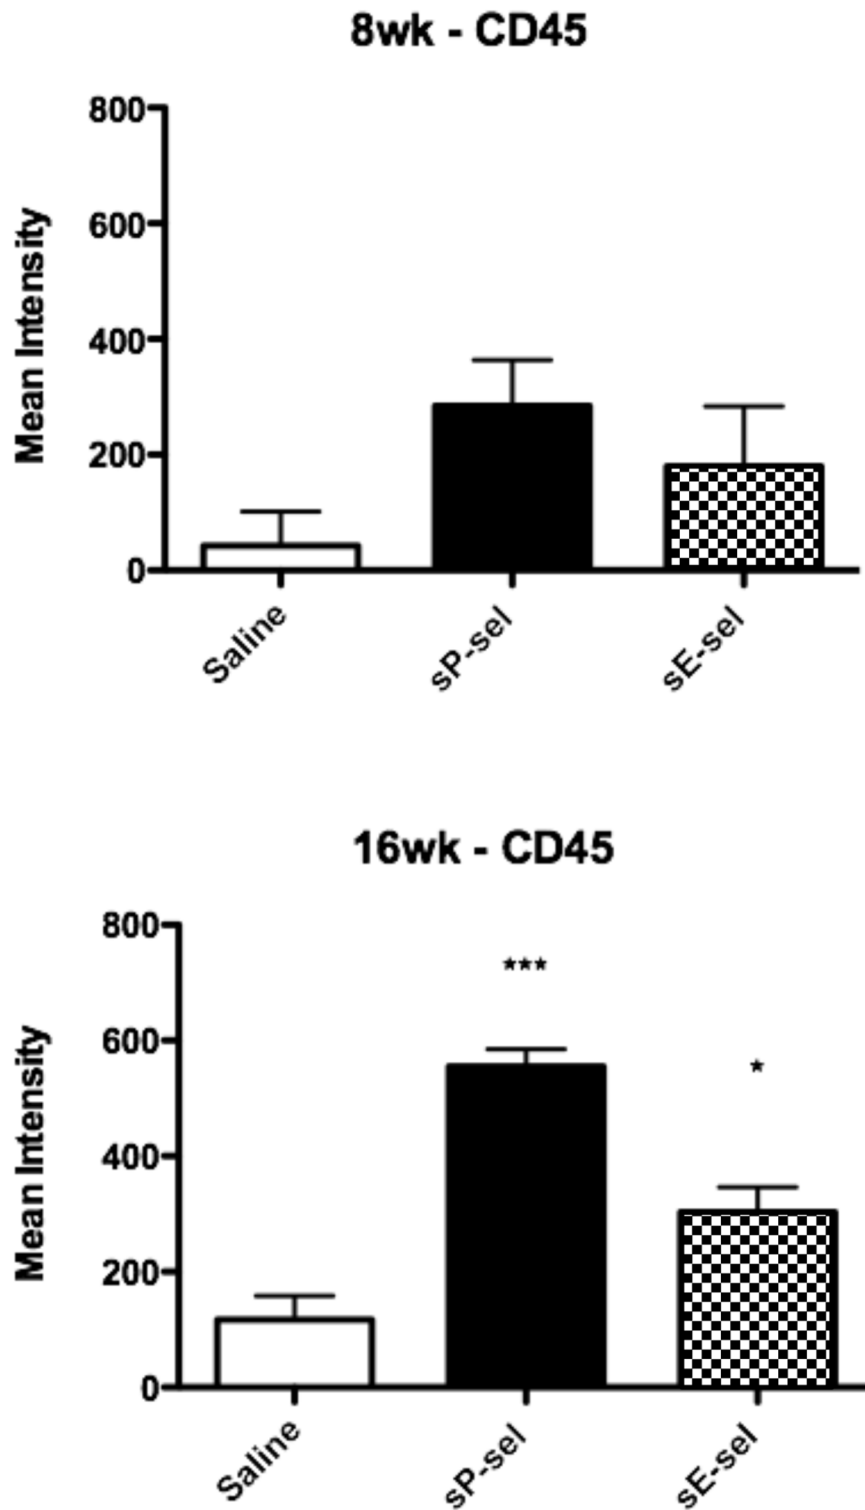 8wk - CD45
800
600
400
200
0
Mean Intensity
Saline
sP-sel
sE-sel
16wk - CD45
800
600
400
200
0
Mean Intensity
***
*
Saline
sP-sel
sE-sel